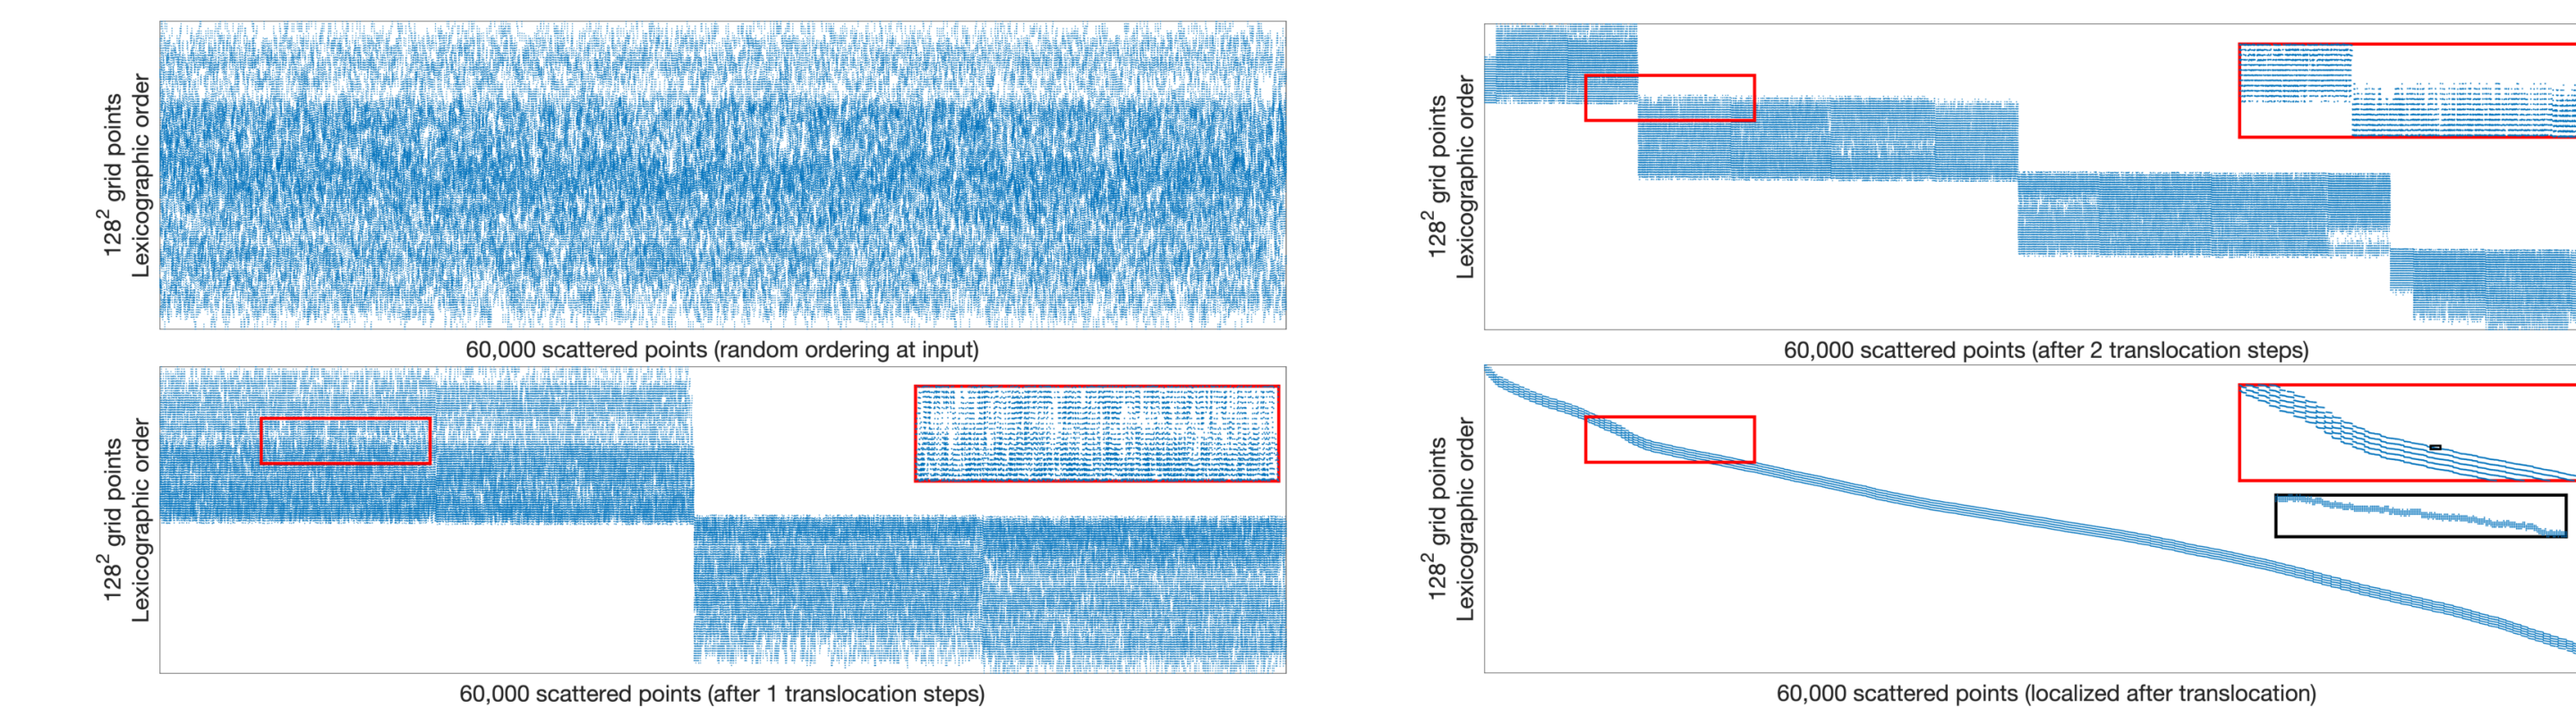 128² grid points
Lexicographic order
60,000 scattered points (random ordering at input)
128² grid points
Lexicographic order
60,000 scattered points (after 2 translocation steps)
128² grid points
Lexicographic order
60,000 scattered points (after 1 translocation steps)
128² grid points
Lexicographic order
60,000 scattered points (localized after translocation)